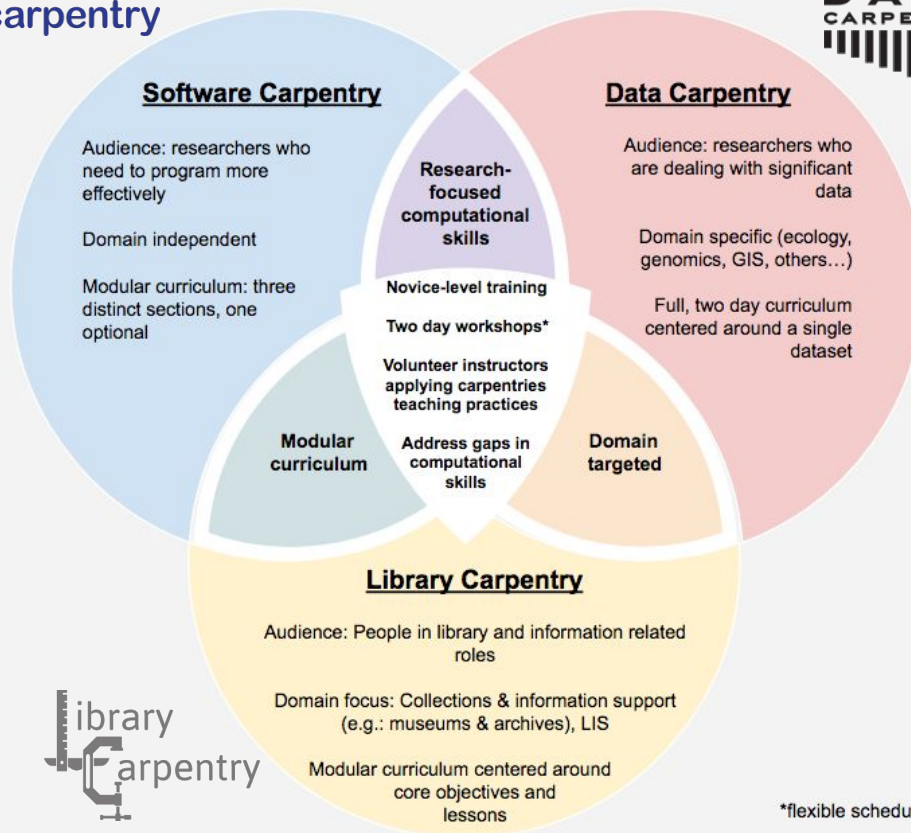 carpentry
CARPE
Software Carpentry
Audience: researchers who
need to program more
effectively
Domain independent
Modular curriculum: three
distinct sections, one
optional
Data Carpentry
Audience: researchers who
are dealing with significant
data
Domain specific (ecology,
genomics, GIS, others…)
Full, two day curriculum
centered around a single
dataset
Research-
focused
computational
skills
Novice-level training
Two day workshops*
Volunteer instructors
applying carpentries
teaching practices
Address gaps in
computational
skills
Modular
curriculum
Domain
targeted
Library Carpentry
Audience: People in library and information related
roles
Domain focus: Collections & information support
(e.g.: museums & archives), LIS
Modular curriculum centered around
core objectives and
lessons
Library
Carpentry
*flexible schedu